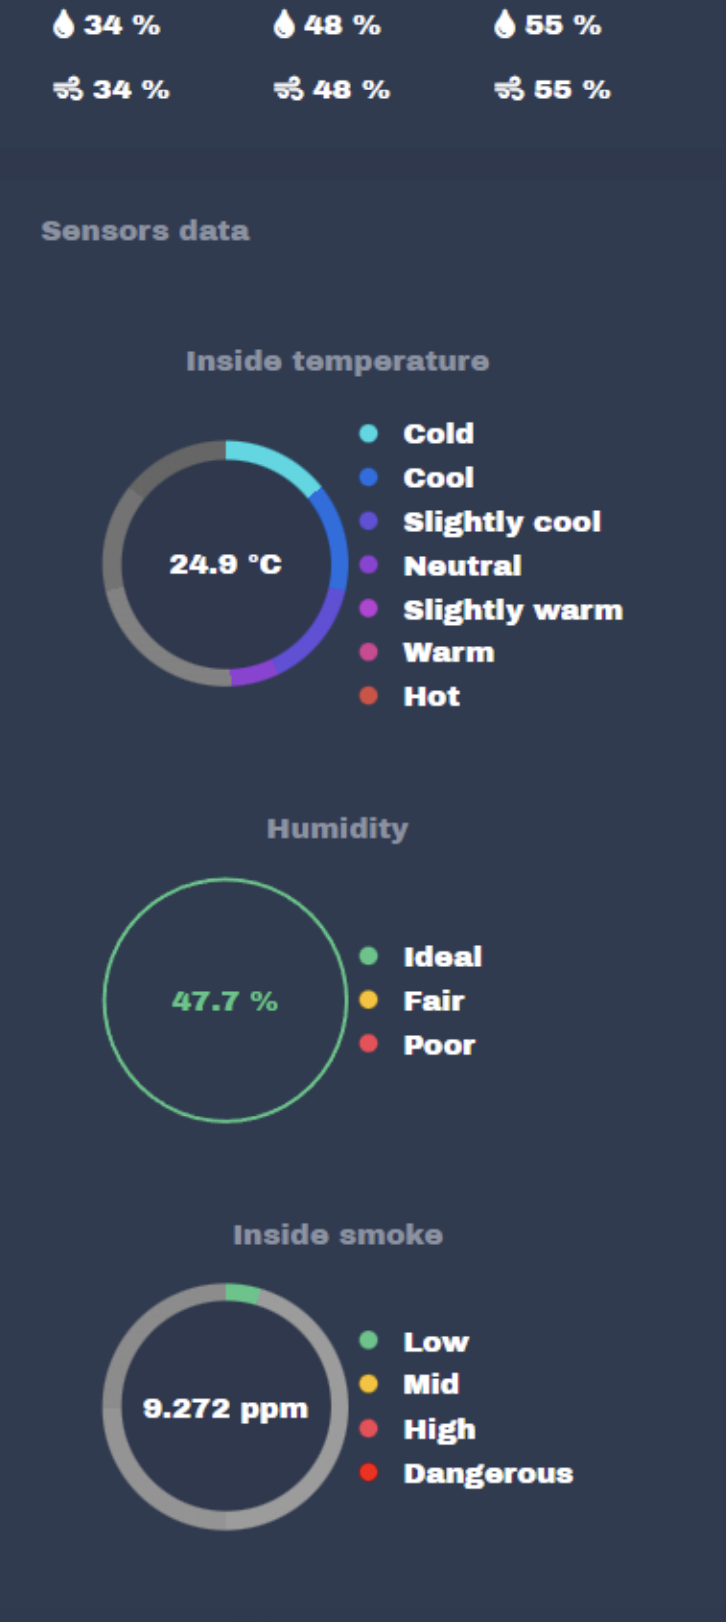 34 % 48 % 55 %
34 % 48 % 55 %
Sensors data
Inside temperature
24.9 °C
Cold
Cool
Slightly cool
Neutral
Slightly warm
Warm
Hot
Humidity
47.7 %
Ideal
Fair
Poor
Inside smoke
9.272 ppm
Low
Mid
High
Dangerous